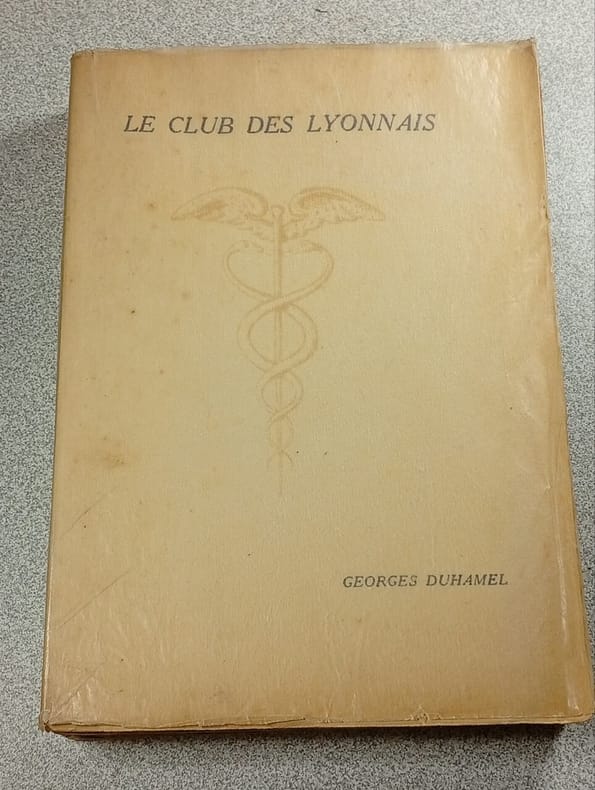 LE CLUB DES LYONNAIS
GEORGES DUHAMEL